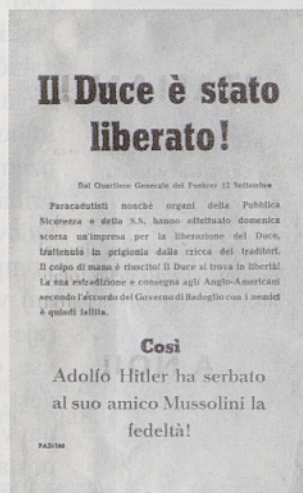 Il Duce è stato
liberato!
Dal Quartiere Generale del Fuehrer 12 Settembre
Paracadutisti nonchè organi della Pubblica
Sicurezza e della S.S. hanno effettuato domenica
scorsa un'impresa per la liberazione del Duce,
trattenuto in prigionia dalla cricca dei traditori.
Il colpo di mano è riuscito! Il Duce si trova in libertà!
La sua estradizione e consegna agli Anglo-Americani
secondo l'accordo del Governo di Badoglio con i nemici
è quindi fallita.
Così
Adolfo Hitler ha serbato
al suo amico Mussolini la
fedeltà!